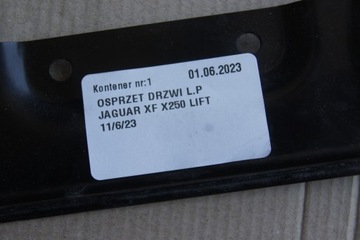 Kontener nr:1 01.06.2023
OSPRZET DRZWI L.P
JAGUAR XF X250 LIFT
11/6/23